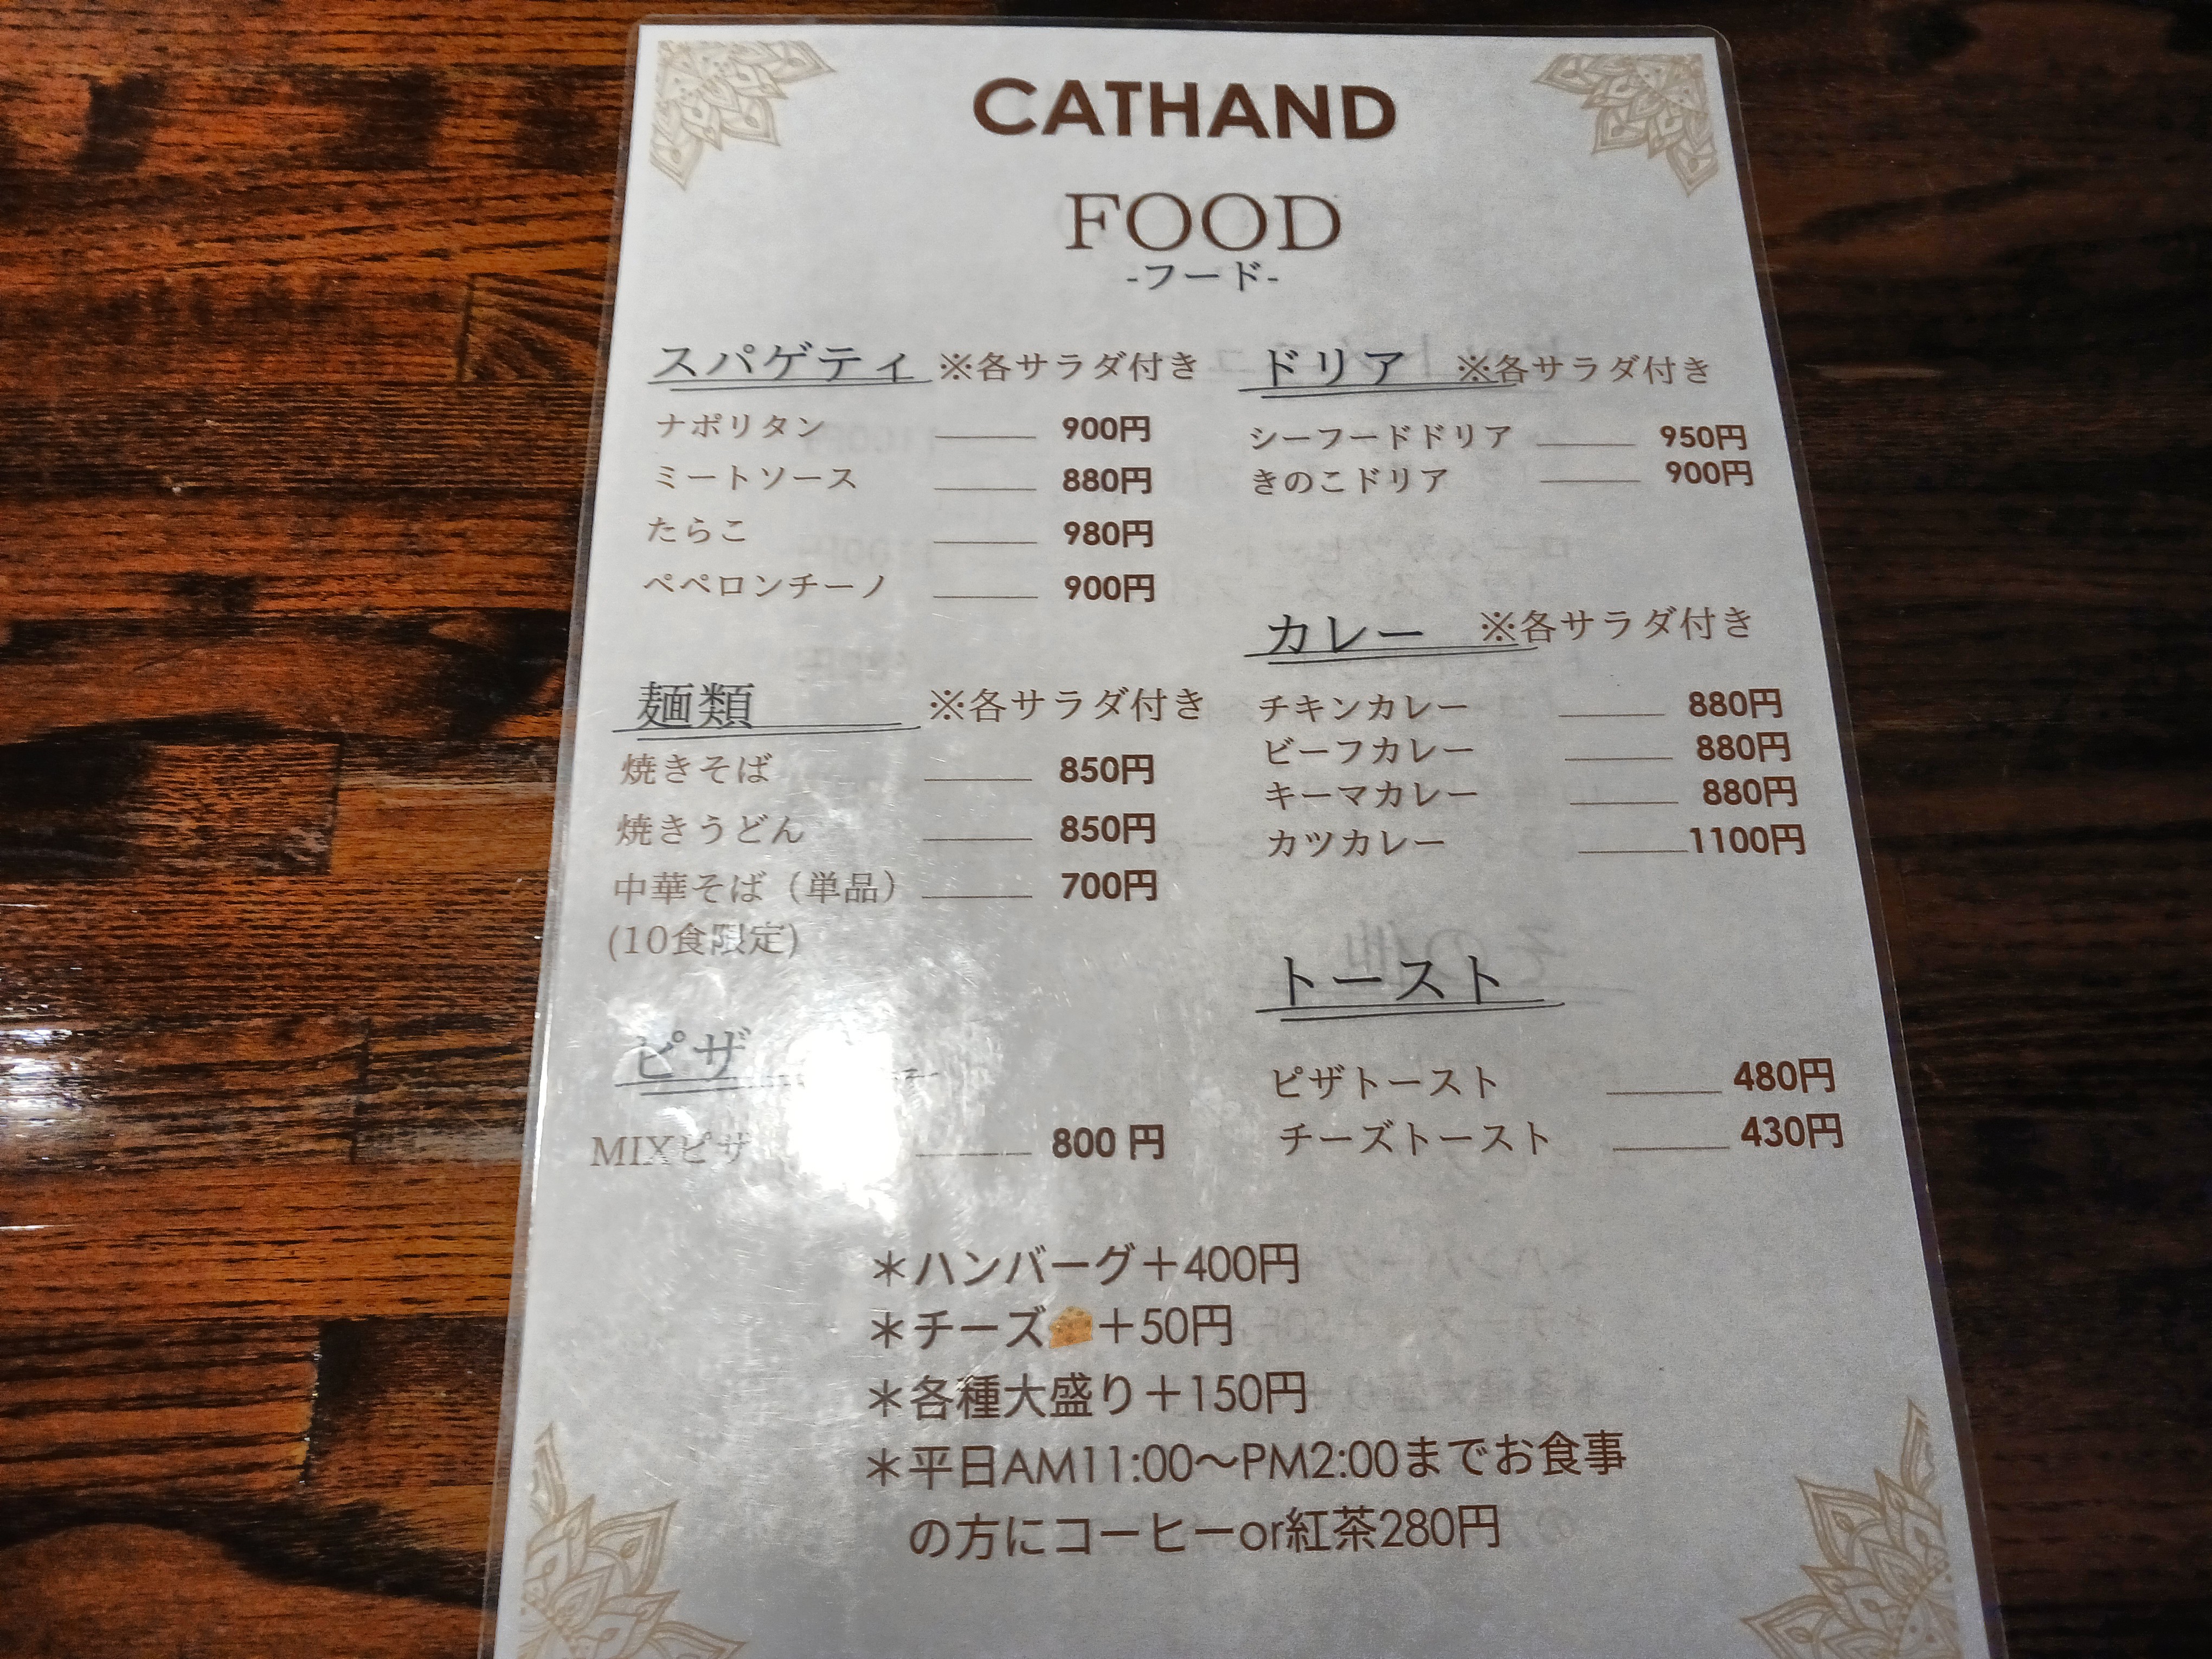 CATHAND
FOOD
-フード-
スパゲティ ※各サラダ付き
ナポリタン 900円
ミートソース 880円
たらこ 980円
ペペロンチーノ 900円
麺類 ※各サラダ付き
焼きそば 850円
焼きうどん 850円
中華そば（単品） 700円
(10食限定)
ピザ
MIXピザ 800 円
ドリア ※各サラダ付き
シーフードドリア 950円
きのこドリア 900円
カレー ※各サラダ付き
チキンカレー 880円
ビーフカレー 880円
キーマカレー 880円
カツカレー 1100円
トースト
ピザトースト 480円
チーズトースト 430円
＊ハンバーグ＋400円
＊チーズ🧀＋50円
＊各種大盛り＋150円
＊平日AM11:00〜PM2:00までお食事
の方にコーヒーor紅茶280円